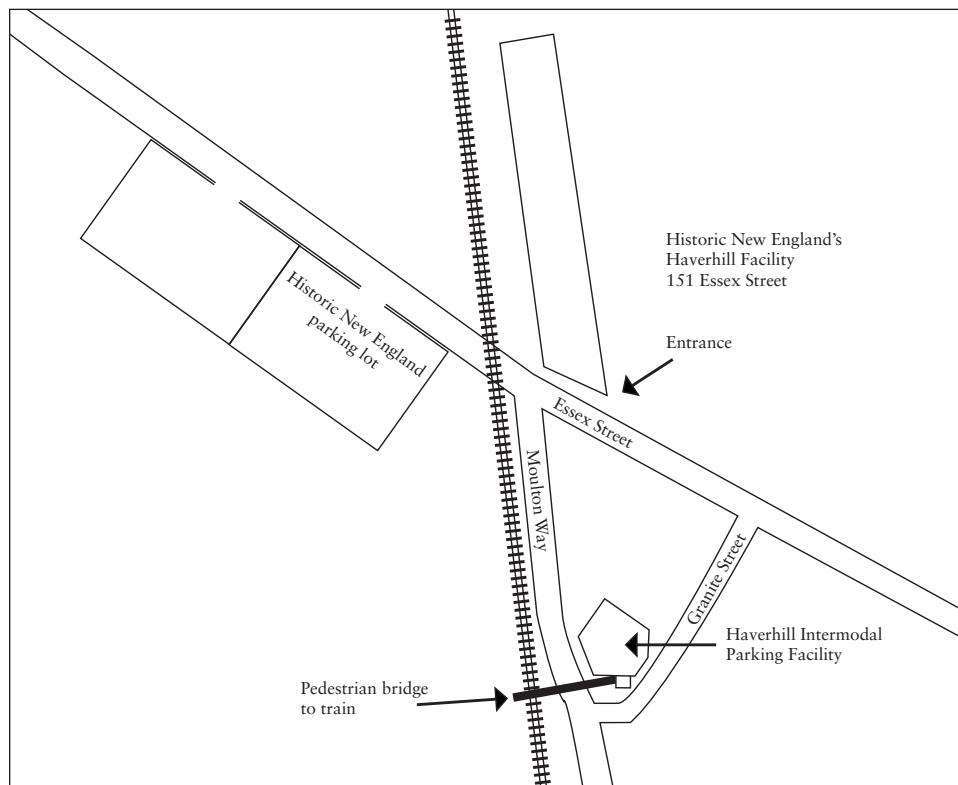 Historic New England's
Haverhill Facility
151 Essex Street
Historic New England
parking lot
Entrance
Essex Street
Moulton Way
Granite Street
Haverhill Intermodal
Parking Facility
Pedestrian bridge
to train